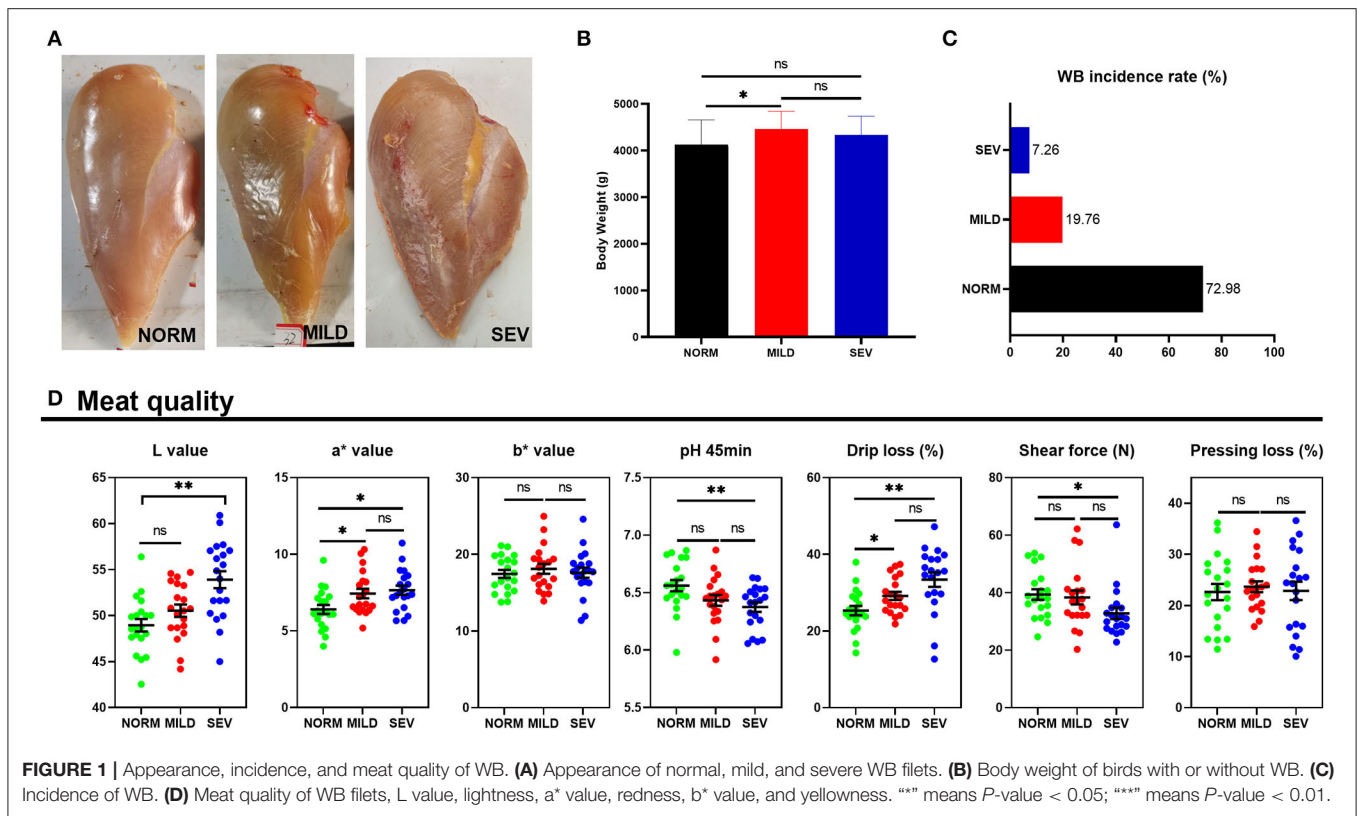 A
NORM
MILD
SEV
32
B
ns
*
ns
Body Weight (g)
5000
4000
3000
2000
1000
0
NORM MILD SEV
C
WB incidence rate (%)
SEV 7.26
MILD 19.76
NORM 72.98
0 20 40 60 80 100
D Meat quality
L value
**
ns
65
60
55
50
45
40
NORM MILD SEV
a* value
*
ns
*
15
10
5
0
NORM MILD SEV
b* value
ns ns
30
20
10
0
NORM MILD SEV
pH 45min
**
ns ns
7.5
7.0
6.5
6.0
5.5
NORM MILD SEV
Drip loss (%)
**
ns
*
60
40
20
0
NORM MILD SEV
Shear force (N)
*
ns ns
80
60
40
20
0
NORM MILD SEV
Pressing loss (%)
ns ns
40
30
20
10
0
NORM MILD SEV
FIGURE 1 | Appearance, incidence, and meat quality of WB. (A) Appearance of normal, mild, and severe WB filets. (B) Body weight of birds with or without WB. (C)
Incidence of WB. (D) Meat quality of WB filets, L value, lightness, a* value, redness, b* value, and yellowness. “*” means P-value < 0.05; “**” means P-value < 0.01.